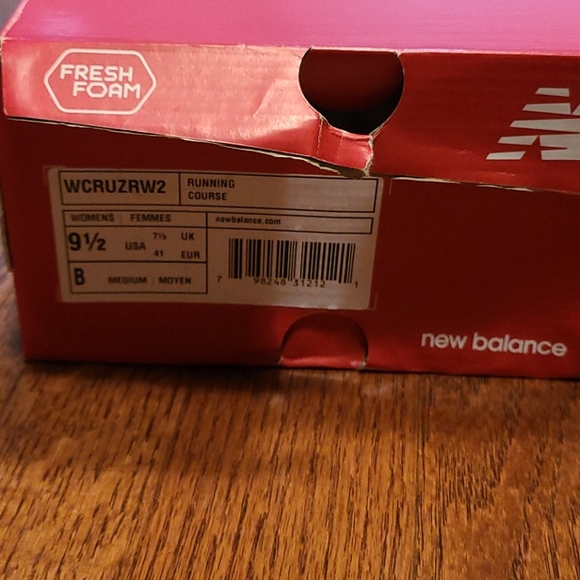 FRESH
FOAM
WCRUZRW2
RUNNING
COURSE
WOMENS | FEMMES
newbalance.com
9½ USA 7½ UK
41 EUR
B MEDIUM | MOYEN
7 98248 31212 1
new balance